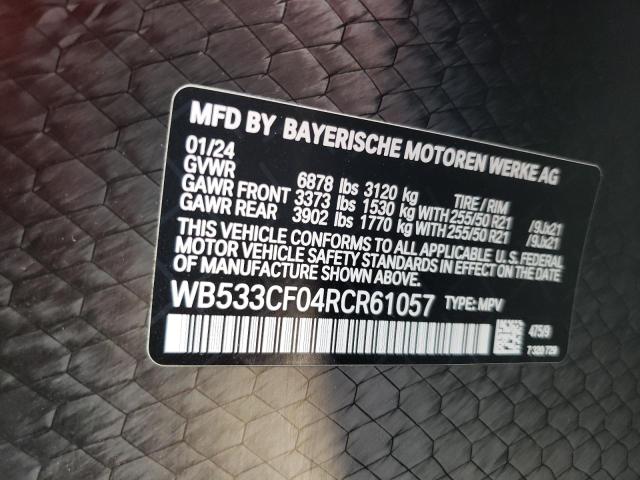 MFD BY BAYERISCHE MOTOREN WERKE AG
01/24
GVWR 6878 lbs 3120 kg TIRE / RIM
GAWR FRONT 3373 lbs 1530 kg WITH 255/50 R21 /9Jx21
GAWR REAR 3902 lbs 1770 kg WITH 255/50 R21 /9Jx21
THIS VEHICLE CONFORMS TO ALL APPLICABLE U.S. FEDERAL
MOTOR VEHICLE SAFETY STANDARDS IN EFFECT ON THE DATE
OF MANUFACTURE SHOWN ABOVE.
WB533CF04RCR61057 TYPE: MPV
475/9